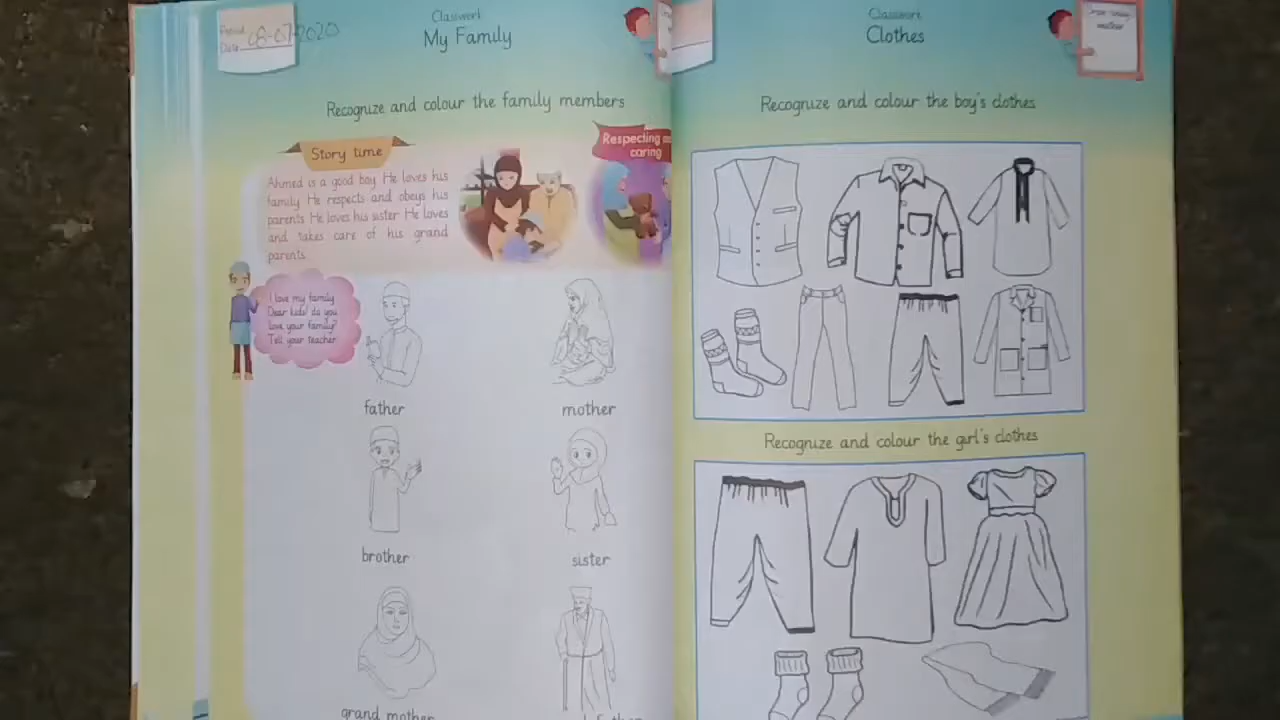 Period
Date 08-07-2020
Classwork
My Family
Recognize and colour the family members
Story time
Ahmed is a good boy. He loves his
family. He respects and obeys his
parents. He loves his sister. He loves
and takes care of his grand
parents.
Respecting
caring
I love my family.
Dear kids! do you
love your family?
Tell your teacher
father
mother
brother
sister
grand mother
Classwork
Clothes
Recognize and colour the boy's clothes
Recognize and colour the girl's clothes